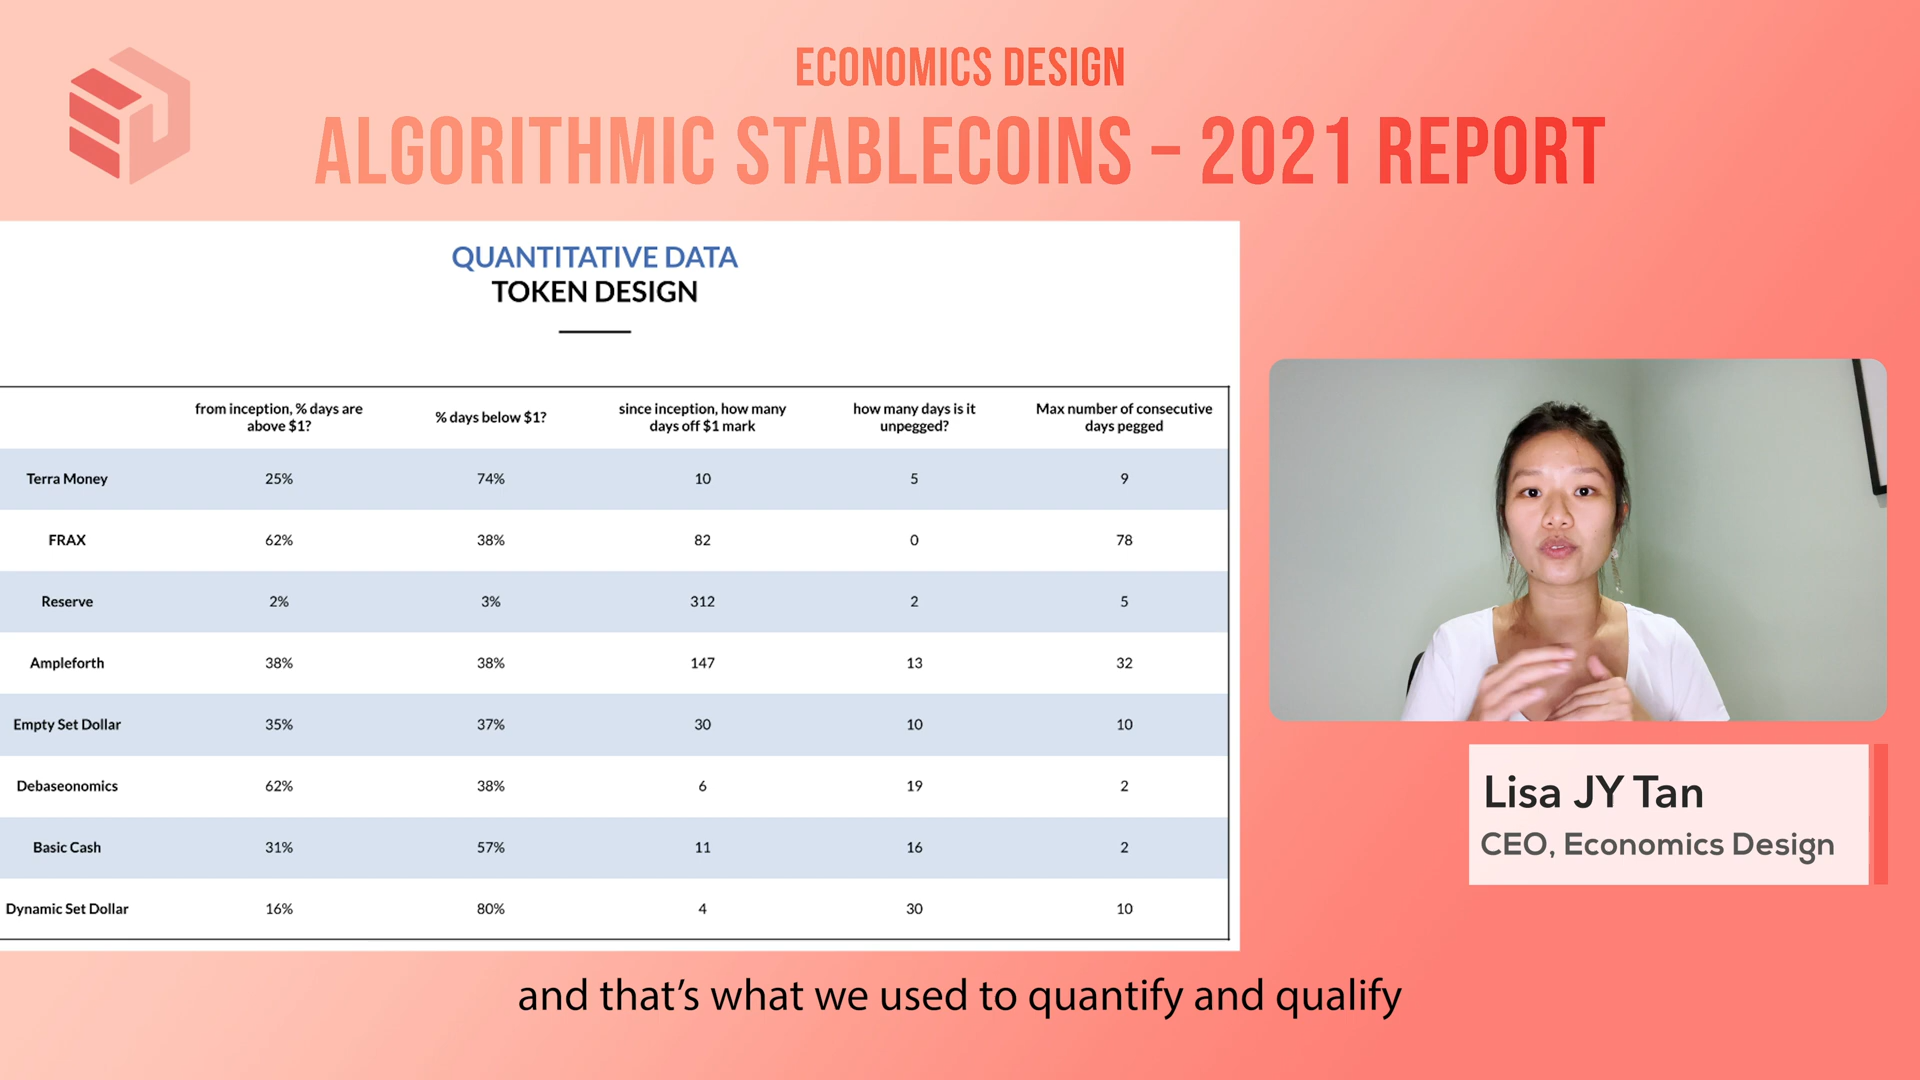 ECONOMICS DESIGN
ALGORITHMIC STABLECOINS – 2021 REPORT
QUANTITATIVE DATA
TOKEN DESIGN
from inception, % days are above $1? % days below $1? since inception, how many days off $1 mark how many days is it unpegged? Max number of consecutive days pegged
Terra Money 25% 74% 10 5 9
FRAX 62% 38% 82 0 78
Reserve 2% 3% 312 2 5
Ampleforth 38% 38% 147 13 32
Empty Set Dollar 35% 37% 30 10 10
Debaseonomics 62% 38% 6 19 2
Basic Cash 31% 57% 11 16 2
Dynamic Set Dollar 16% 80% 4 30 10
Lisa JY Tan
CEO, Economics Design
and that's what we used to quantify and qualify